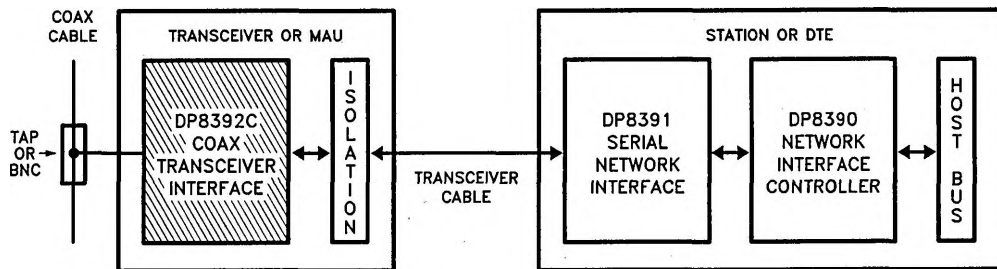 COAX
CABLE
TRANSCEIVER OR MAU
STATION OR DTE
TAP
OR
BNC
DP8392C
COAX
TRANSCEIVER
INTERFACE
ISOLATION
TRANSCEIVER
CABLE
DP8391
SERIAL
NETWORK
INTERFACE
DP8390
NETWORK
INTERFACE
CONTROLLER
HOST BUS